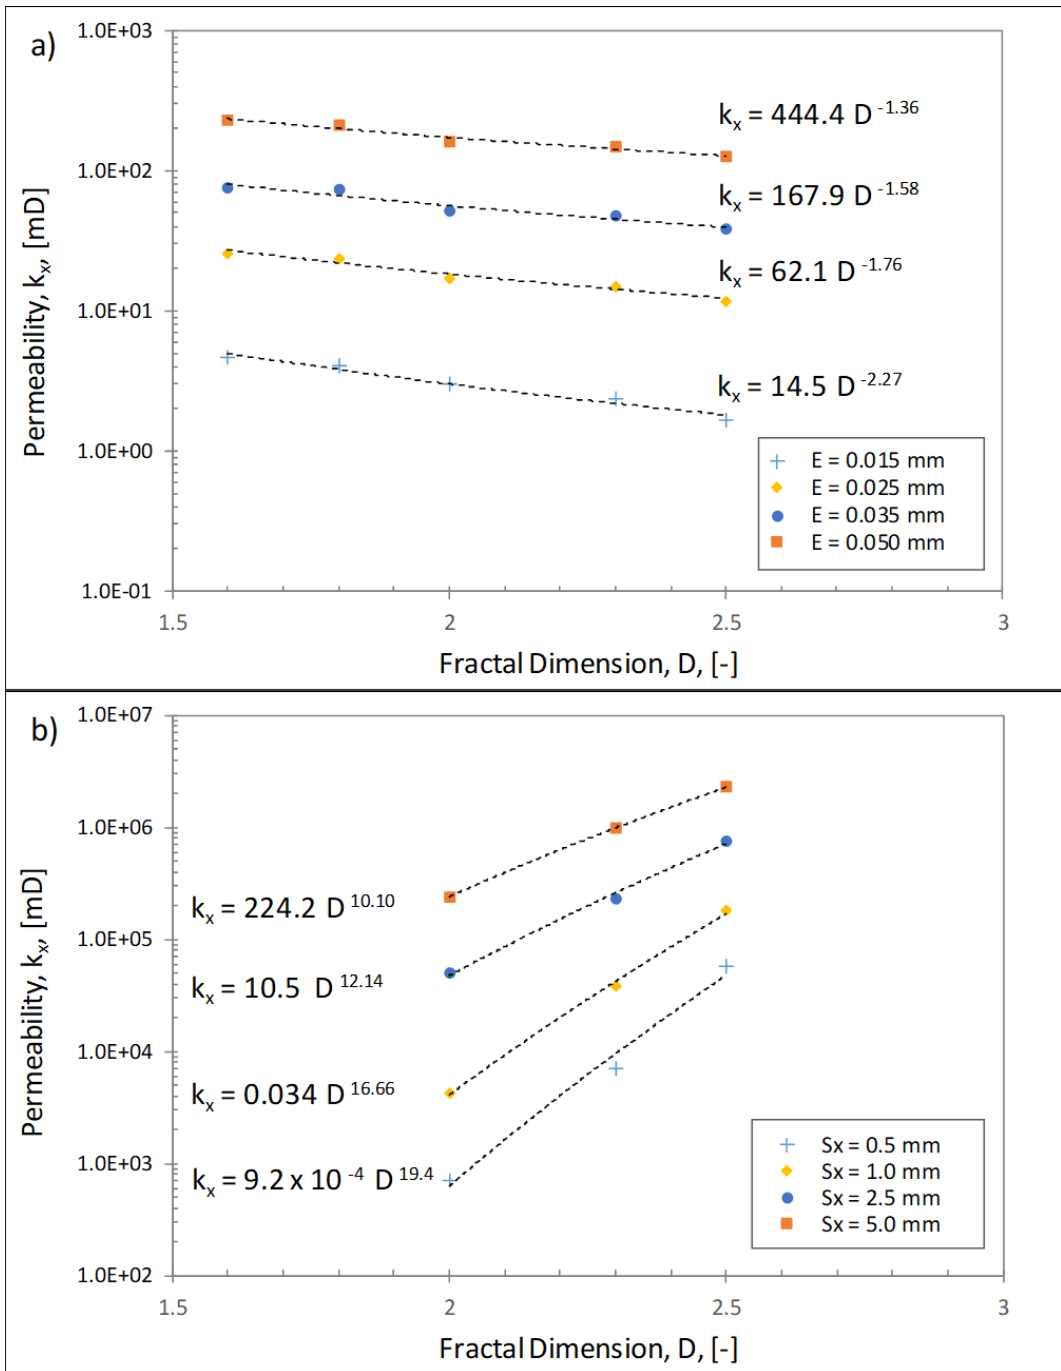 a)
1.0E+03
1.0E+02
1.0E+01
1.0E+00
1.0E-01
Permeability, kx, [mD]
kx = 444.4 D -1.36
kx = 167.9 D -1.58
kx = 62.1 D -1.76
kx = 14.5 D -2.27
E = 0.015 mm
E = 0.025 mm
E = 0.035 mm
E = 0.050 mm
1.5 2 2.5 3
Fractal Dimension, D, [-]
b)
1.0E+07
1.0E+06
1.0E+05
1.0E+04
1.0E+03
1.0E+02
Permeability, kx, [mD]
kx = 224.2 D 10.10
kx = 10.5 D 12.14
kx = 0.034 D 16.66
kx = 9.2 x 10 -4 D 19.4
Sx = 0.5 mm
Sx = 1.0 mm
Sx = 2.5 mm
Sx = 5.0 mm
1.5 2 2.5 3
Fractal Dimension, D, [-]